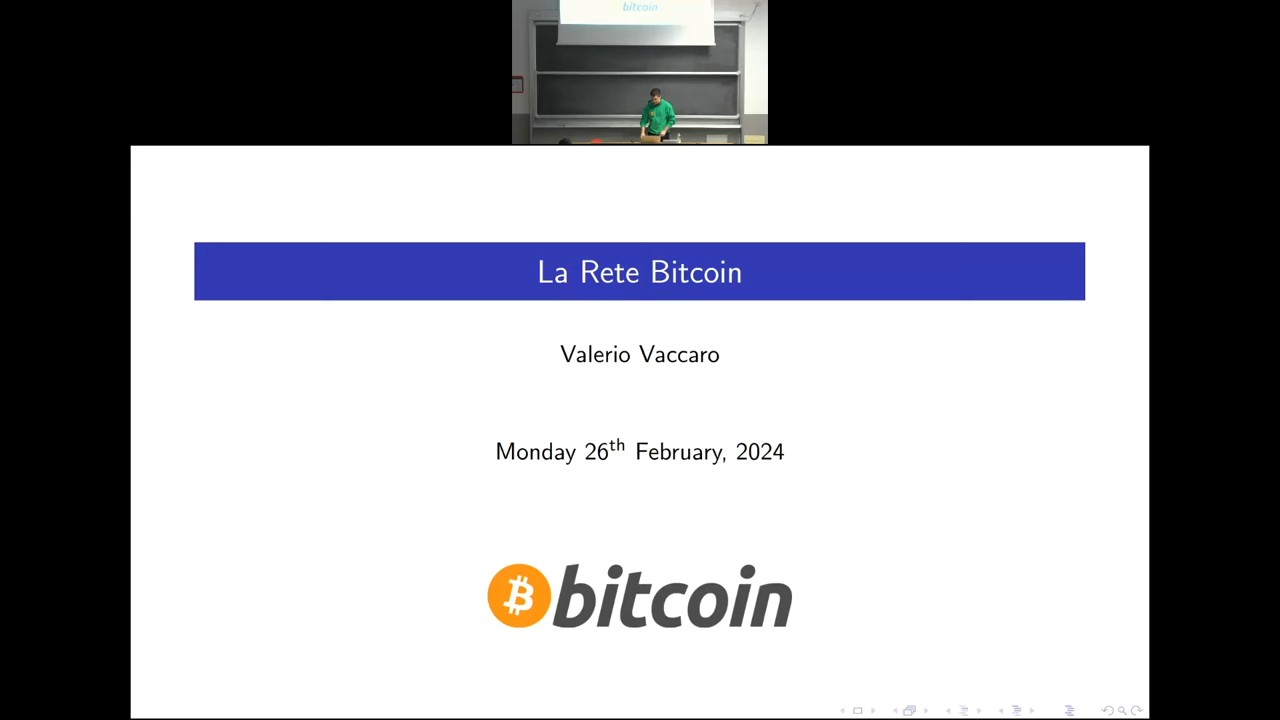 bitcoin
La Rete Bitcoin
Valerio Vaccaro
Monday 26th February, 2024
bitcoin